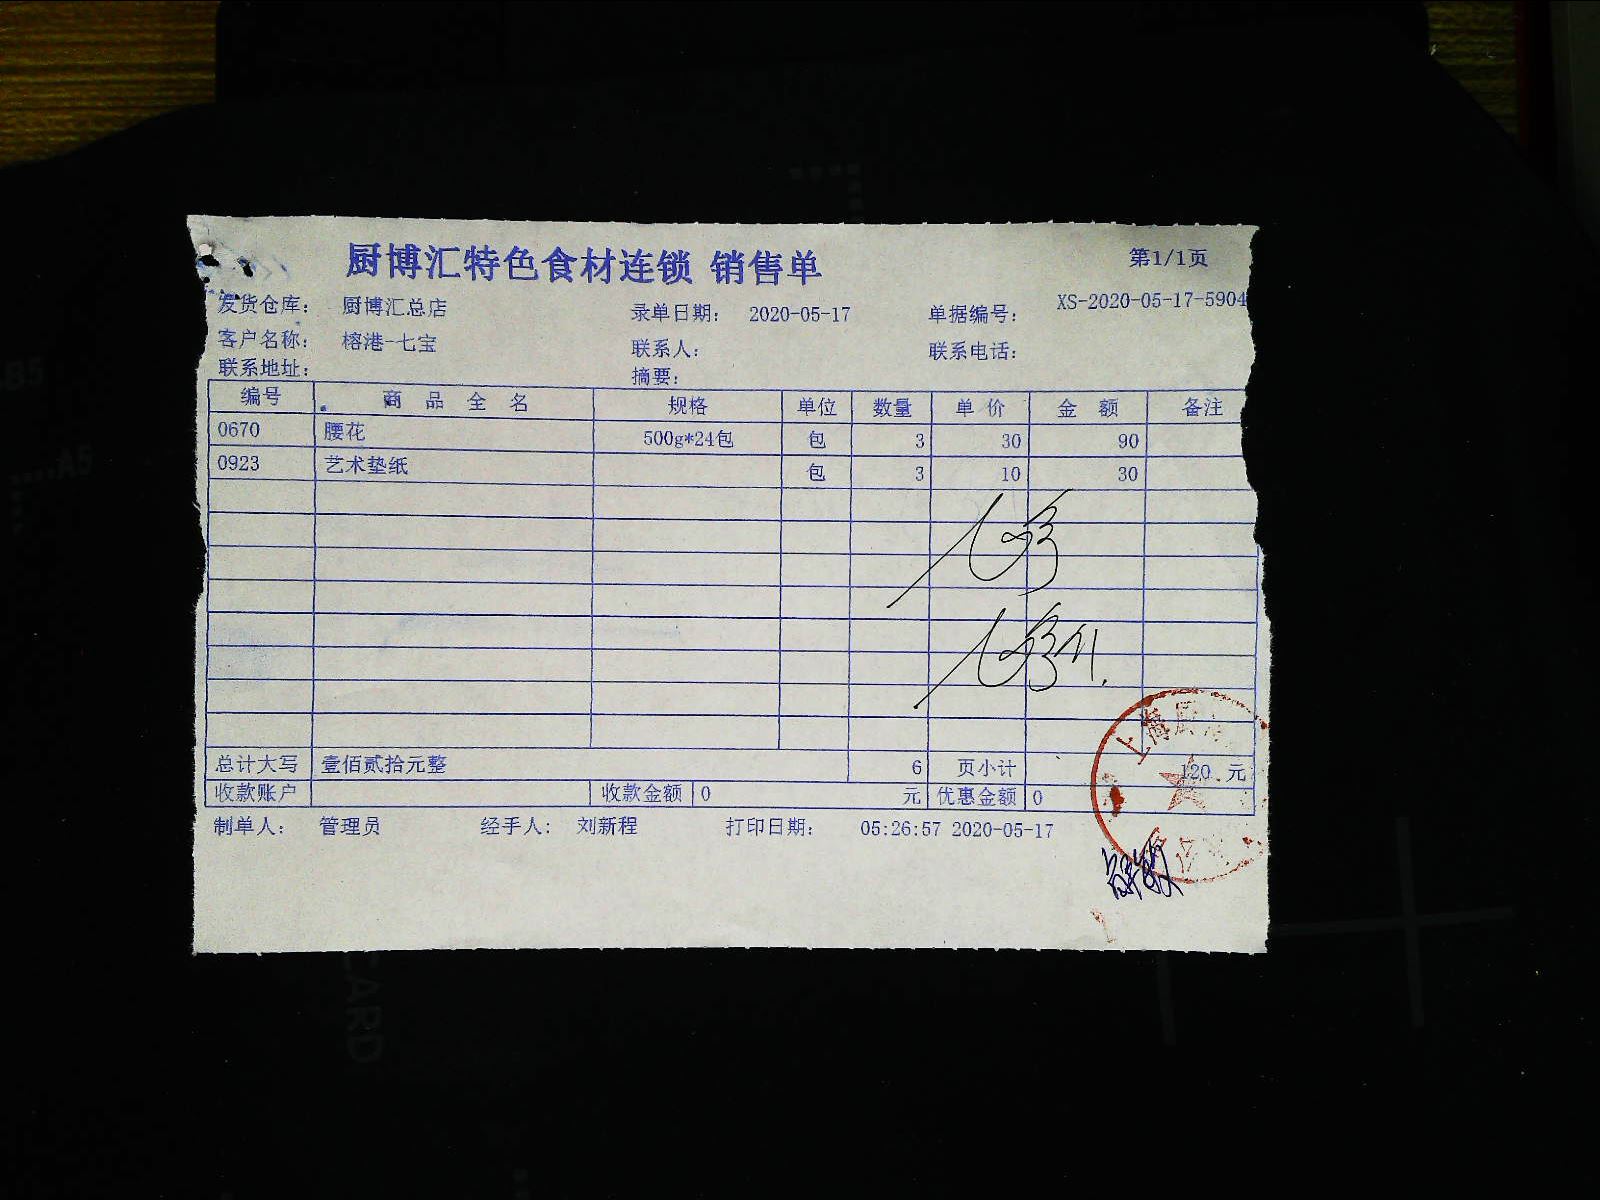 厨博汇特色食材连锁 销售单 第1/1页
发货仓库: 厨博汇总店 录单日期: 2020-05-17 单据编号: XS-2020-05-17-5904
客户名称: 榕港-七宝 联系人: 联系电话:
联系地址: 摘要:
编号 商品全名 规格 单位 数量 单价 金额 备注
0670 腰花 500g*24包 包 3 30 90
0923 艺术垫纸 包 3 10 30
总计大写 壹佰贰拾元整 6 页小计 120 元
收款账户 收款金额 0 元 优惠金额 0
制单人: 管理员 经手人: 刘新程 打印日期: 05:26:57 2020-05-17
上海
公
A5
B5
CARD